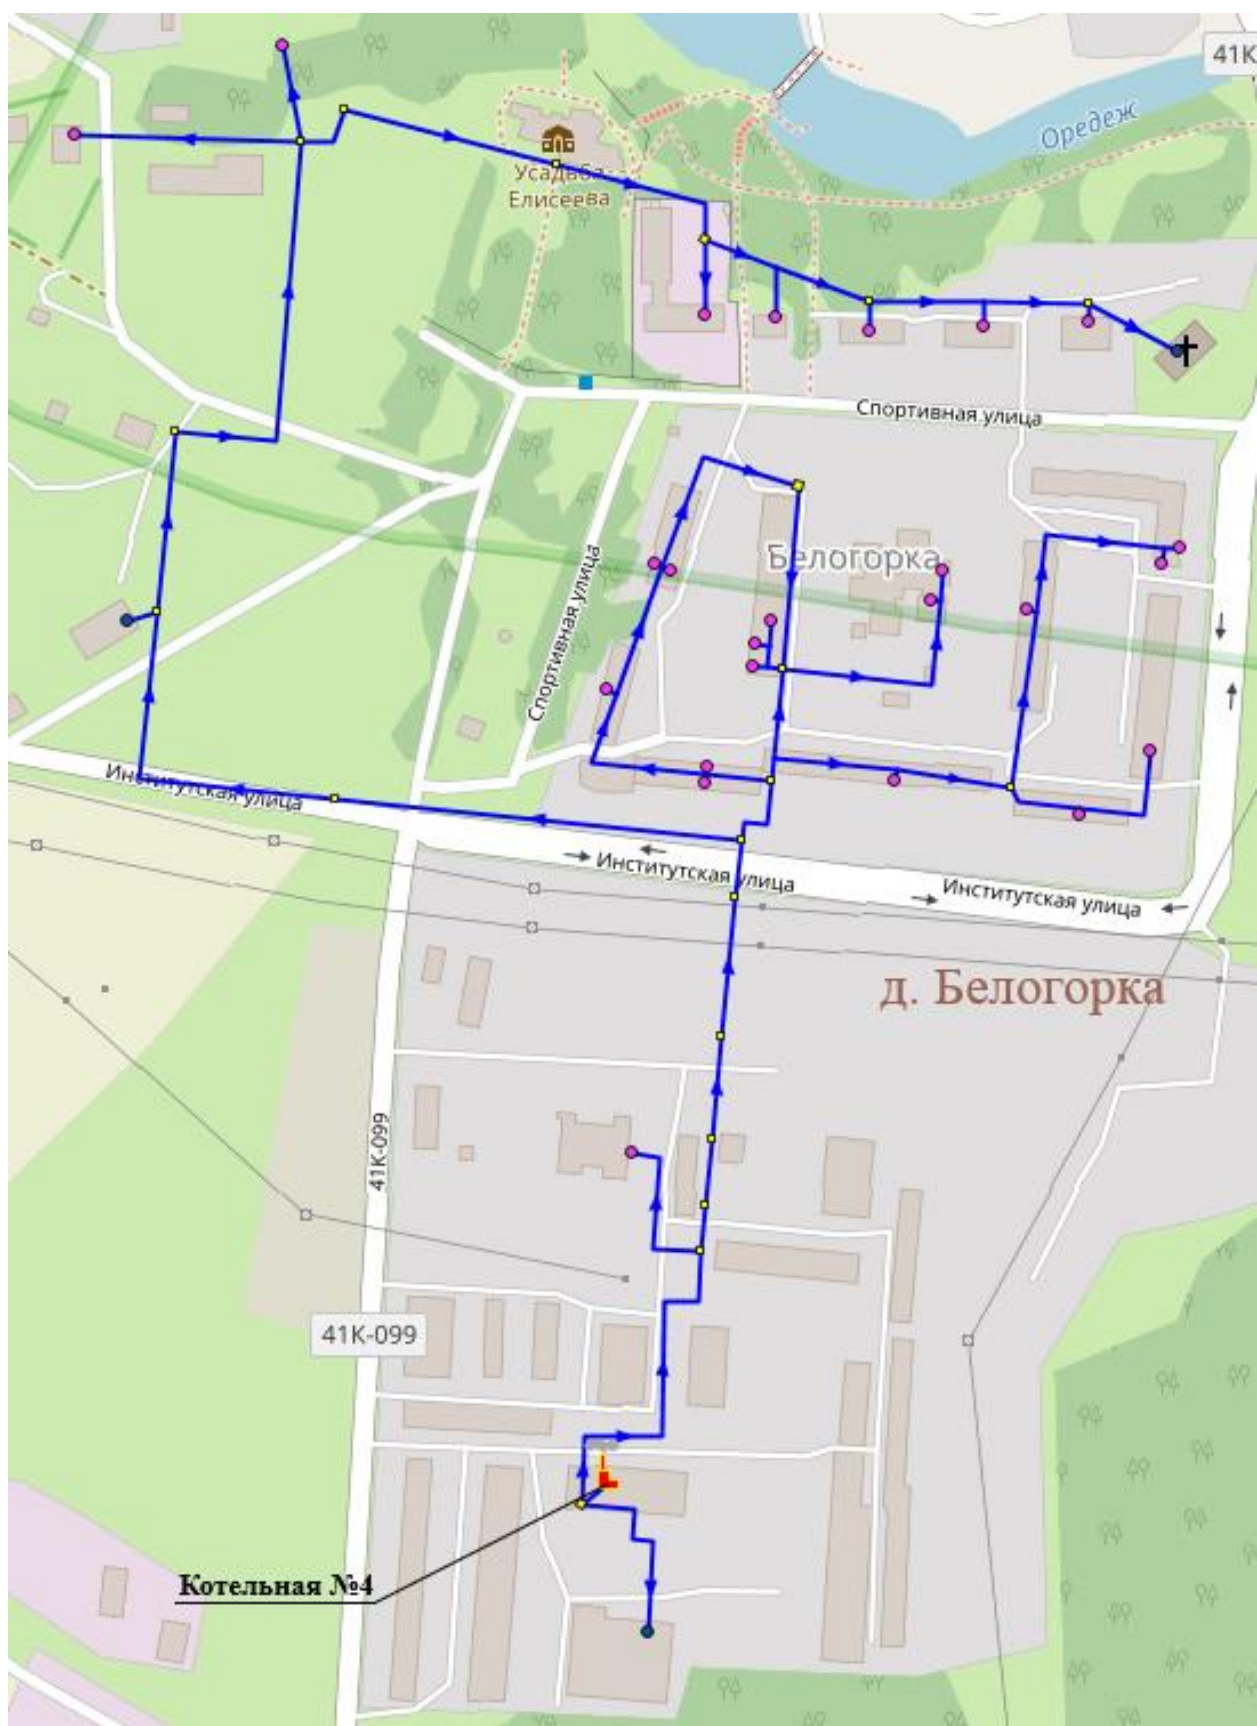 41K
Оредеж
Усадьба
Елисеева
Спортивная улица
Белогорка
Спортивная улица
Институтская улица
Институтская улица
Институтская улица
д. Белогорка
41К-099
41К-099
Котельная №4